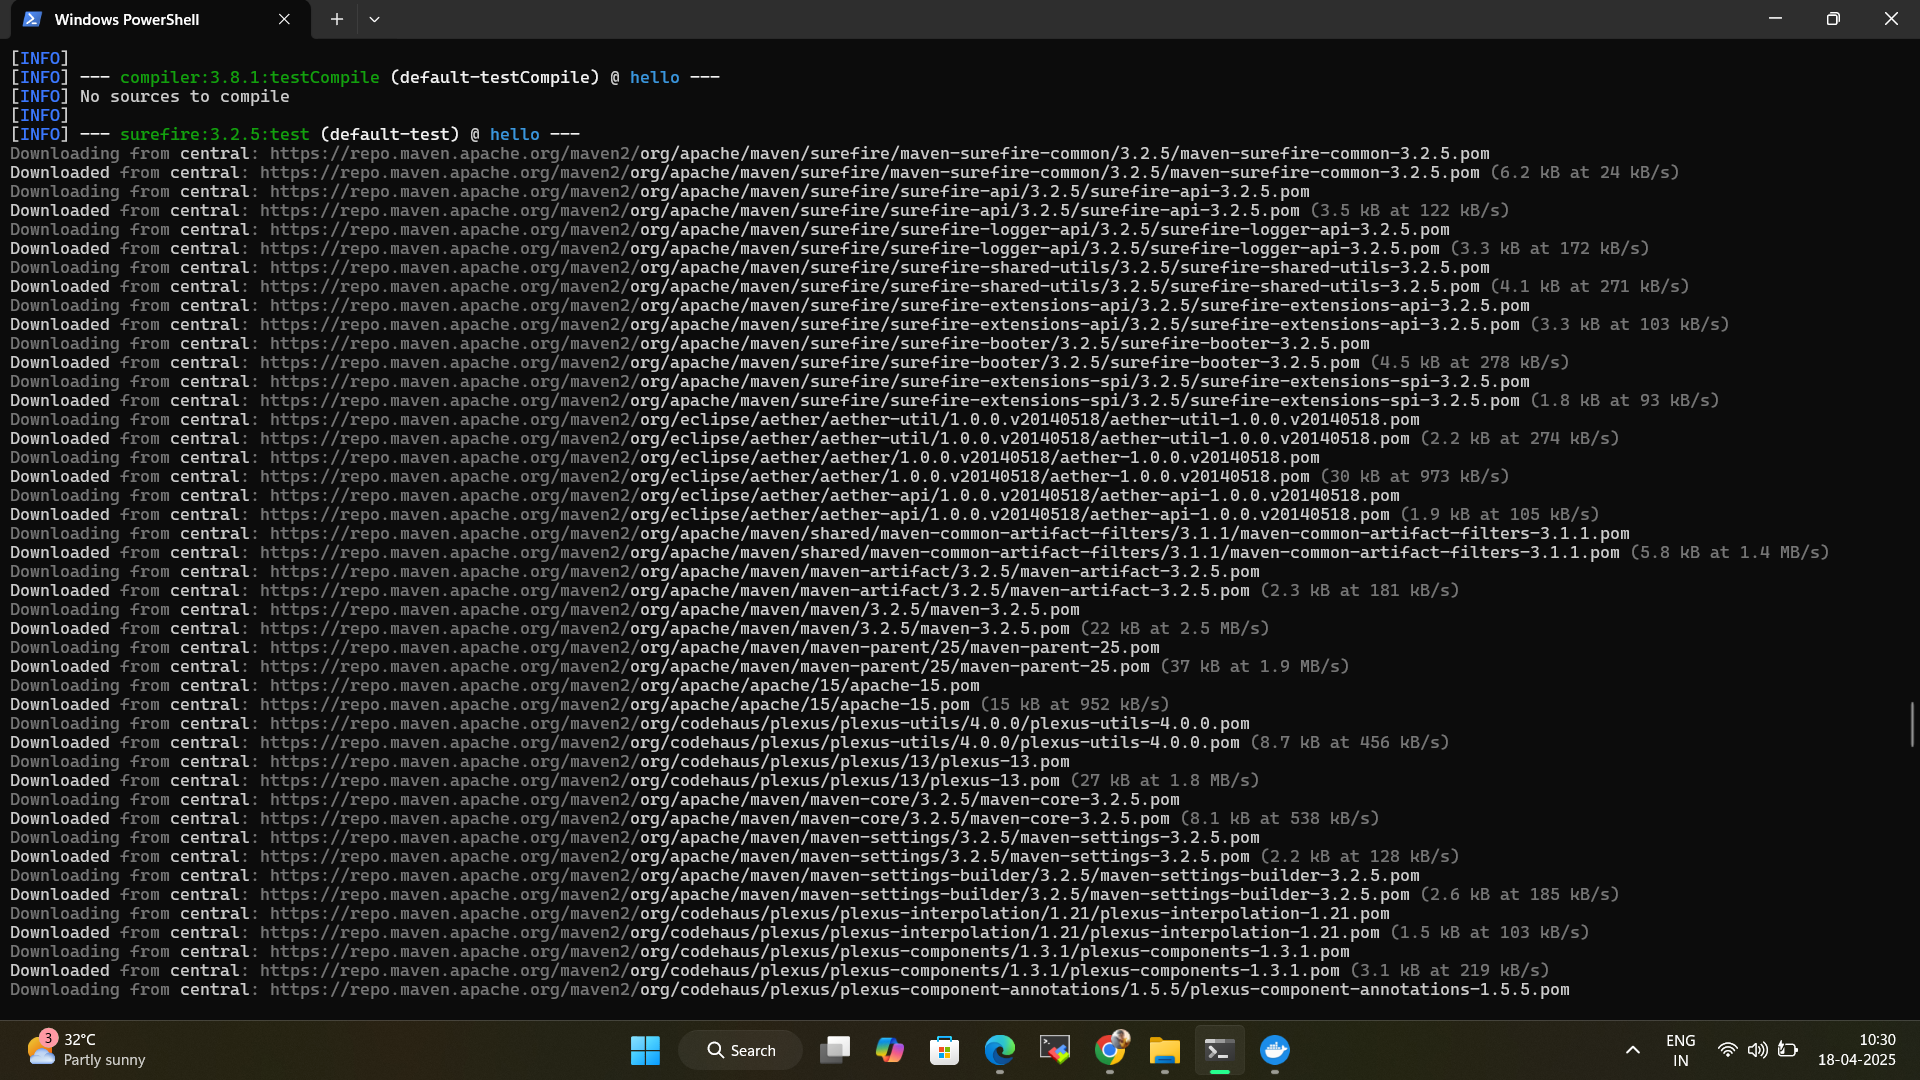 Windows PowerShell
[INFO]
[INFO] --- compiler:3.8.1:testCompile (default-testCompile) @ hello ---
[INFO] No sources to compile
[INFO]
[INFO] --- surefire:3.2.5:test (default-test) @ hello ---
Downloading from central: https://repo.maven.apache.org/maven2/org/apache/maven/surefire/maven-surefire-common/3.2.5/maven-surefire-common-3.2.5.pom
Downloaded from central: https://repo.maven.apache.org/maven2/org/apache/maven/surefire/maven-surefire-common/3.2.5/maven-surefire-common-3.2.5.pom (6.2 kB at 24 kB/s)
Downloading from central: https://repo.maven.apache.org/maven2/org/apache/maven/surefire/surefire-api/3.2.5/surefire-api-3.2.5.pom
Downloaded from central: https://repo.maven.apache.org/maven2/org/apache/maven/surefire/surefire-api/3.2.5/surefire-api-3.2.5.pom (3.5 kB at 122 kB/s)
Downloading from central: https://repo.maven.apache.org/maven2/org/apache/maven/surefire/surefire-logger-api/3.2.5/surefire-logger-api-3.2.5.pom
Downloaded from central: https://repo.maven.apache.org/maven2/org/apache/maven/surefire/surefire-logger-api/3.2.5/surefire-logger-api-3.2.5.pom (3.3 kB at 172 kB/s)
Downloading from central: https://repo.maven.apache.org/maven2/org/apache/maven/surefire/surefire-shared-utils/3.2.5/surefire-shared-utils-3.2.5.pom
Downloaded from central: https://repo.maven.apache.org/maven2/org/apache/maven/surefire/surefire-shared-utils/3.2.5/surefire-shared-utils-3.2.5.pom (4.1 kB at 271 kB/s)
Downloading from central: https://repo.maven.apache.org/maven2/org/apache/maven/surefire/surefire-extensions-api/3.2.5/surefire-extensions-api-3.2.5.pom
Downloaded from central: https://repo.maven.apache.org/maven2/org/apache/maven/surefire/surefire-extensions-api/3.2.5/surefire-extensions-api-3.2.5.pom (3.3 kB at 103 kB/s)
Downloading from central: https://repo.maven.apache.org/maven2/org/apache/maven/surefire/surefire-booter/3.2.5/surefire-booter-3.2.5.pom
Downloaded from central: https://repo.maven.apache.org/maven2/org/apache/maven/surefire/surefire-booter/3.2.5/surefire-booter-3.2.5.pom (4.5 kB at 278 kB/s)
Downloading from central: https://repo.maven.apache.org/maven2/org/apache/maven/surefire/surefire-extensions-spi/3.2.5/surefire-extensions-spi-3.2.5.pom
Downloaded from central: https://repo.maven.apache.org/maven2/org/apache/maven/surefire/surefire-extensions-spi/3.2.5/surefire-extensions-spi-3.2.5.pom (1.8 kB at 93 kB/s)
Downloading from central: https://repo.maven.apache.org/maven2/org/eclipse/aether/aether-util/1.0.0.v20140518/aether-util-1.0.0.v20140518.pom
Downloaded from central: https://repo.maven.apache.org/maven2/org/eclipse/aether/aether-util/1.0.0.v20140518/aether-util-1.0.0.v20140518.pom (2.2 kB at 274 kB/s)
Downloading from central: https://repo.maven.apache.org/maven2/org/eclipse/aether/aether/1.0.0.v20140518/aether-1.0.0.v20140518.pom
Downloaded from central: https://repo.maven.apache.org/maven2/org/eclipse/aether/aether/1.0.0.v20140518/aether-1.0.0.v20140518.pom (30 kB at 973 kB/s)
Downloading from central: https://repo.maven.apache.org/maven2/org/eclipse/aether/aether-api/1.0.0.v20140518/aether-api-1.0.0.v20140518.pom
Downloaded from central: https://repo.maven.apache.org/maven2/org/eclipse/aether/aether-api/1.0.0.v20140518/aether-api-1.0.0.v20140518.pom (1.9 kB at 105 kB/s)
Downloading from central: https://repo.maven.apache.org/maven2/org/apache/maven/shared/maven-common-artifact-filters/3.1.1/maven-common-artifact-filters-3.1.1.pom
Downloaded from central: https://repo.maven.apache.org/maven2/org/apache/maven/shared/maven-common-artifact-filters/3.1.1/maven-common-artifact-filters-3.1.1.pom (5.8 kB at 1.4 MB/s)
Downloading from central: https://repo.maven.apache.org/maven2/org/apache/maven/maven-artifact/3.2.5/maven-artifact-3.2.5.pom
Downloaded from central: https://repo.maven.apache.org/maven2/org/apache/maven/maven-artifact/3.2.5/maven-artifact-3.2.5.pom (2.3 kB at 181 kB/s)
Downloading from central: https://repo.maven.apache.org/maven2/org/apache/maven/maven/3.2.5/maven-3.2.5.pom
Downloaded from central: https://repo.maven.apache.org/maven2/org/apache/maven/maven/3.2.5/maven-3.2.5.pom (22 kB at 2.5 MB/s)
Downloading from central: https://repo.maven.apache.org/maven2/org/apache/maven/maven-parent/25/maven-parent-25.pom
Downloaded from central: https://repo.maven.apache.org/maven2/org/apache/maven/maven-parent/25/maven-parent-25.pom (37 kB at 1.9 MB/s)
Downloading from central: https://repo.maven.apache.org/maven2/org/apache/apache/15/apache-15.pom
Downloaded from central: https://repo.maven.apache.org/maven2/org/apache/apache/15/apache-15.pom (15 kB at 952 kB/s)
Downloading from central: https://repo.maven.apache.org/maven2/org/codehaus/plexus/plexus-utils/4.0.0/plexus-utils-4.0.0.pom
Downloaded from central: https://repo.maven.apache.org/maven2/org/codehaus/plexus/plexus-utils/4.0.0/plexus-utils-4.0.0.pom (8.7 kB at 456 kB/s)
Downloading from central: https://repo.maven.apache.org/maven2/org/codehaus/plexus/plexus/13/plexus-13.pom
Downloaded from central: https://repo.maven.apache.org/maven2/org/codehaus/plexus/plexus/13/plexus-13.pom (27 kB at 1.8 MB/s)
Downloading from central: https://repo.maven.apache.org/maven2/org/apache/maven/maven-core/3.2.5/maven-core-3.2.5.pom
Downloaded from central: https://repo.maven.apache.org/maven2/org/apache/maven/maven-core/3.2.5/maven-core-3.2.5.pom (8.1 kB at 538 kB/s)
Downloading from central: https://repo.maven.apache.org/maven2/org/apache/maven/maven-settings/3.2.5/maven-settings-3.2.5.pom
Downloaded from central: https://repo.maven.apache.org/maven2/org/apache/maven/maven-settings/3.2.5/maven-settings-3.2.5.pom (2.2 kB at 128 kB/s)
Downloading from central: https://repo.maven.apache.org/maven2/org/apache/maven/maven-settings-builder/3.2.5/maven-settings-builder-3.2.5.pom
Downloaded from central: https://repo.maven.apache.org/maven2/org/apache/maven/maven-settings-builder/3.2.5/maven-settings-builder-3.2.5.pom (2.6 kB at 185 kB/s)
Downloading from central: https://repo.maven.apache.org/maven2/org/codehaus/plexus/plexus-interpolation/1.21/plexus-interpolation-1.21.pom
Downloaded from central: https://repo.maven.apache.org/maven2/org/codehaus/plexus/plexus-interpolation/1.21/plexus-interpolation-1.21.pom (1.5 kB at 103 kB/s)
Downloading from central: https://repo.maven.apache.org/maven2/org/codehaus/plexus/plexus-components/1.3.1/plexus-components-1.3.1.pom
Downloaded from central: https://repo.maven.apache.org/maven2/org/codehaus/plexus/plexus-components/1.3.1/plexus-components-1.3.1.pom (3.1 kB at 219 kB/s)
Downloading from central: https://repo.maven.apache.org/maven2/org/codehaus/plexus/plexus-component-annotations/1.5.5/plexus-component-annotations-1.5.5.pom
3
32°C
Partly sunny
Search
ENG
IN
10:30
18-04-2025